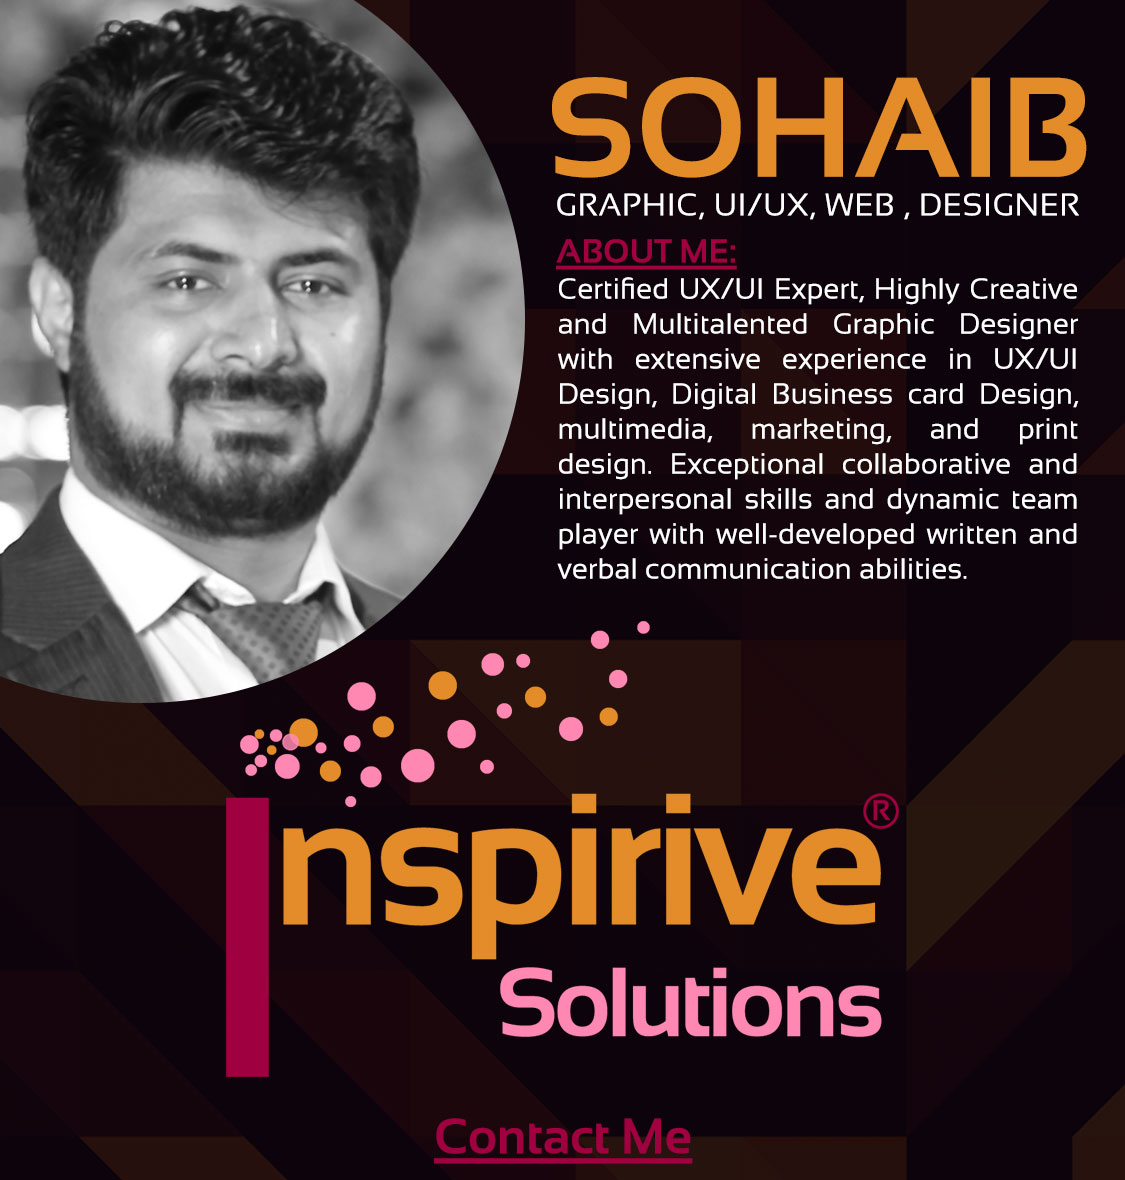 SOHAIB
GRAPHIC, UI/UX, WEB , DESIGNER
ABOUT ME:
Certified UX/UI Expert, Highly Creative
and Multitalented Graphic Designer
with extensive experience in UX/UI
Design, Digital Business card Design,
multimedia, marketing, and print
design. Exceptional collaborative and
interpersonal skills and dynamic team
player with well-developed written and
verbal communication abilities.
Inspirive®
Solutions
Contact Me